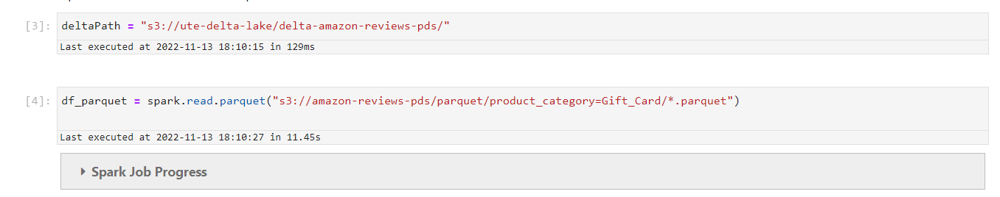 [3]: deltaPath = "s3://ute-delta-lake/delta-amazon-reviews-pds/"
Last executed at 2022-11-13 18:10:15 in 129ms
[4]: df_parquet = spark.read.parquet("s3://amazon-reviews-pds/parquet/product_category=Gift_Card/*.parquet")
Last executed at 2022-11-13 18:10:27 in 11.45s
Spark Job Progress